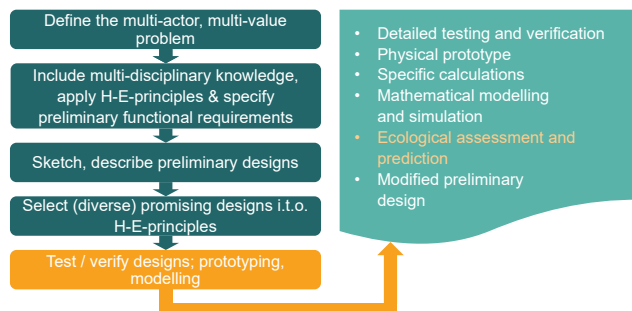 Define the multi-actor, multi-value
problem
Include multi-disciplinary knowledge,
apply H-E-principles & specify
preliminary functional requirements
Sketch, describe preliminary designs
Select (diverse) promising designs i.t.o.
H-E-principles
Test / verify designs; prototyping,
modelling
• Detailed testing and verification
• Physical prototype
• Specific calculations
• Mathematical modelling
and simulation
• Ecological assessment and
prediction
• Modified preliminary
design